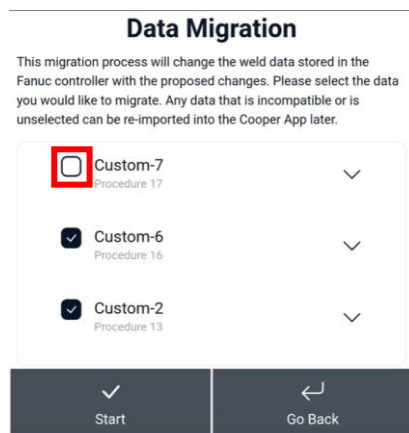 Data Migration
This migration process will change the weld data stored in the
Fanuc controller with the proposed changes. Please select the data
you would like to migrate. Any data that is incompatible or is
unselected can be re-imported into the Cooper App later.
Custom-7
Procedure 17
Custom-6
Procedure 16
Custom-2
Procedure 13
Start
Go Back